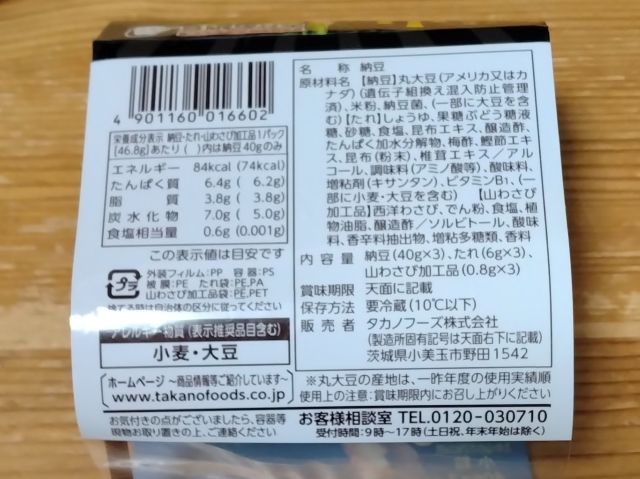 4 901160 016602
栄養成分表示 納豆・たれ・山わさび加工品1パック
(46.8g)あたり ( )内は納豆40gのみ
エネルギー 84kcal (74kcal)
たんぱく質 6.4g ( 6.2g)
脂質 3.8g ( 3.8g)
炭水化物 7.0g ( 5.0g)
食塩相当量 0.6g (0.001g)
この表示値は目安です
プラ
外装フィルム:PP 容器:PS
被膜:PE たれ袋:PE,PA
山わさび加工品袋:PE,PET
捨てる時は自治体の区分に従ってください
アレルギー物質(表示推奨品目含む)
小麦・大豆
ホームページ 〜商品情報等ご紹介しています〜
www.takanofoods.co.jp
お気付きの点がございましたら、容器等
現物お取り置きの上、ご連絡ください
名称 納豆
原材料名 【納豆】丸大豆(アメリカ又はカ
ナダ)(遺伝子組換え混入防止管理
済)、米粉、納豆菌、(一部に大豆を含
む)【たれ】しょうゆ、果糖ぶどう糖液
糖、砂糖、食塩、昆布エキス、醸造酢、
たんぱく加水分解物、梅酢、鰹節エキ
ス、昆布(粉末)、椎茸エキス/アル
コール、調味料(アミノ酸等)、酸味料、
増粘剤(キサンタン)、ビタミンB₁、(一
部に小麦・大豆を含む) 【山わさび
加工品】西洋わさび、でん粉、食塩、植
物油脂、醸造酢/ソルビトール、酸味
料、香辛料抽出物、増粘多糖類、香料
内容量 納豆(40g×3)、たれ(6g×3)、
山わさび加工品(0.8g×3)
賞味期限 天面に記載
保存方法 要冷蔵(10℃以下)
販売者 タカノフーズ株式会社
(製造所固有記号は天面右下に記載)
茨城県小美玉市野田1542
※丸大豆の産地は、一昨年度の使用実績順
使用上の注意:賞味期限内にお召し上がりください
お客様相談室 TEL.0120-030710
受付時間:9時〜17時(土日祝、年末年始は除く)